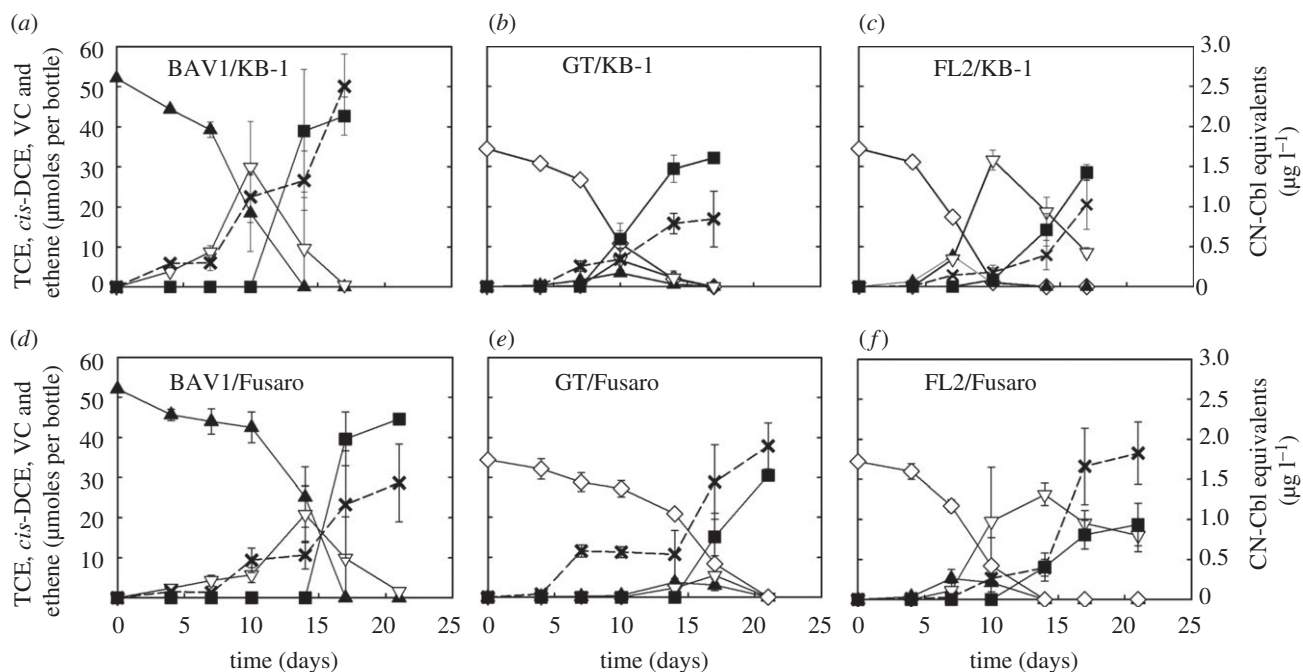 (a) (b) (c)
BAV1/KB-1 GT/KB-1 FL2/KB-1
TCE, cis-DCE, VC and
ethene (µmoles per bottle)
60
50
40
30
20
10
0
3.0
2.5
2.0
1.5
1.0
0.5
0
CN-Cbl equivalents
(µg l−1)
(d) (e) (f)
BAV1/Fusaro GT/Fusaro FL2/Fusaro
TCE, cis-DCE, VC and
ethene (µmoles per bottle)
60
50
40
30
20
10
0
3.0
2.5
2.0
1.5
1.0
0.5
0
CN-Cbl equivalents
(µg l−1)
0 5 10 15 20 25 0 5 10 15 20 25 0 5 10 15 20 25
time (days) time (days) time (days)